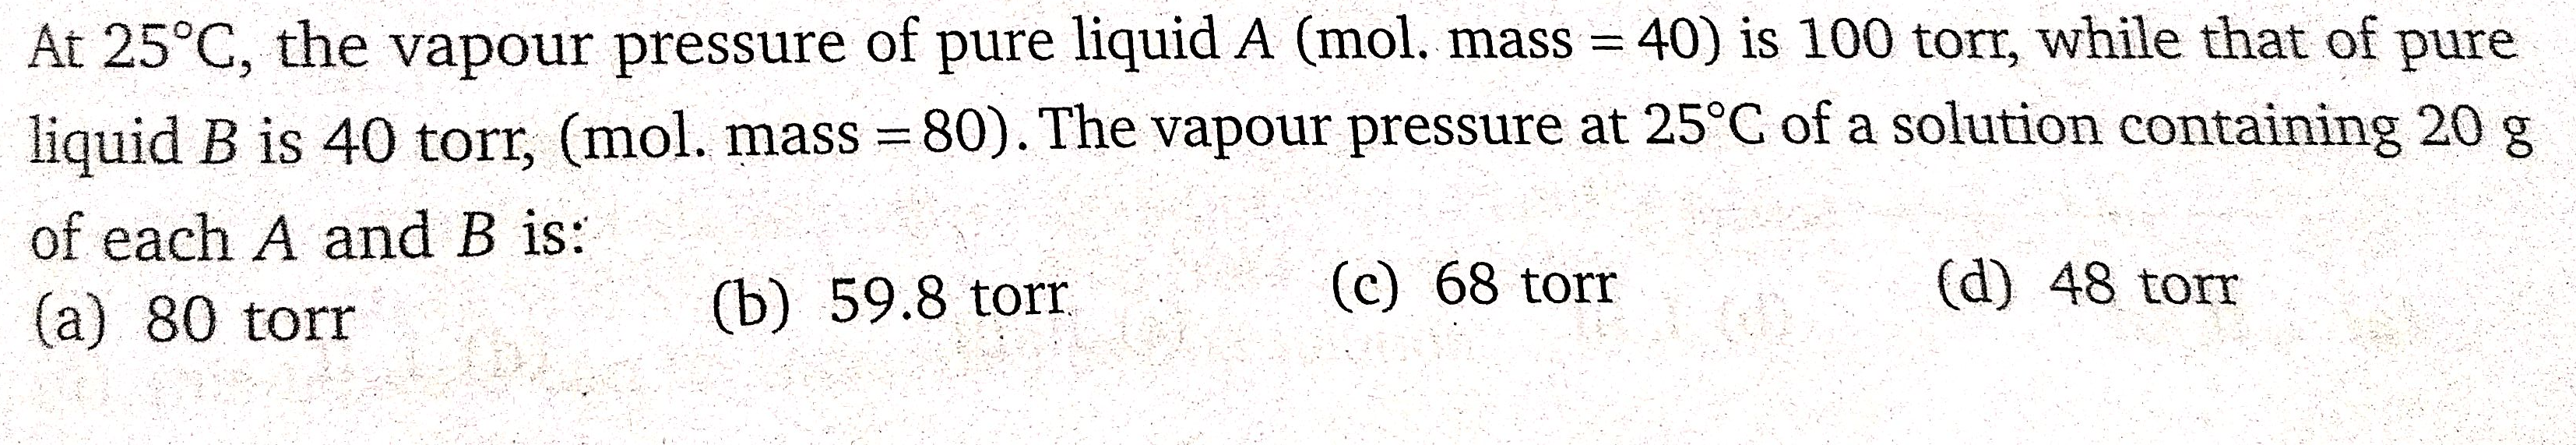 At 25°C, the vapour pressure of pure liquid A (mol. mass = 40) is 100 torr, while that of pure
liquid B is 40 torr, (mol. mass = 80). The vapour pressure at 25°C of a solution containing 20 g
of each A and B is:
(a) 80 torr (b) 59.8 torr (c) 68 torr (d) 48 torr